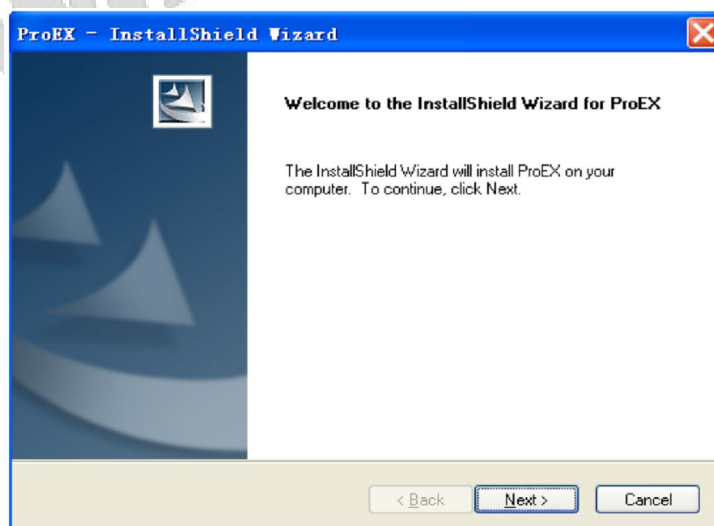 ProEX - InstallShield Wizard
Welcome to the InstallShield Wizard for ProEX
The InstallShield Wizard will install ProEX on your
computer. To continue, click Next.
< Back
Next >
Cancel